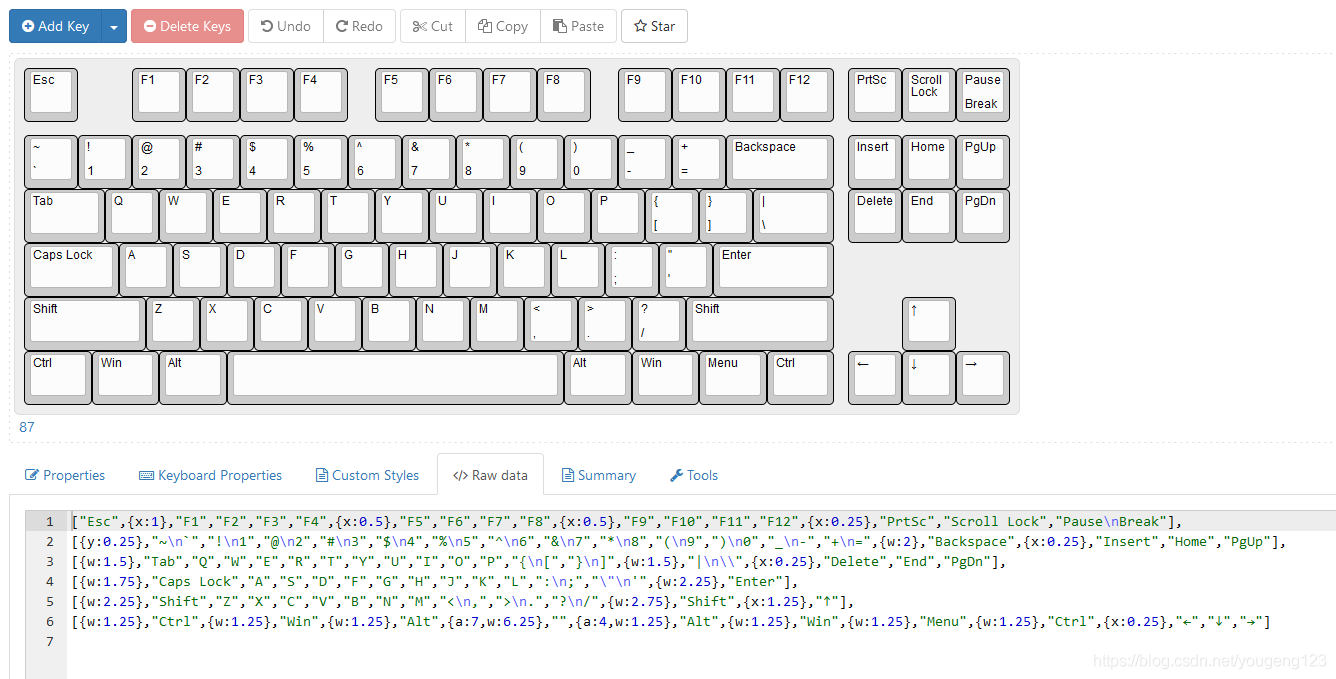 Add Key Delete Keys Undo Redo Cut Copy Paste Star
Esc F1 F2 F3 F4 F5 F6 F7 F8 F9 F10 F11 F12 PrtSc Scroll Lock Pause Break
~ ` ! 1 @ 2 # 3 $ 4 % 5 ^ 6 & 7 * 8 ( 9 ) 0 _ - + = Backspace Insert Home PgUp
Tab Q W E R T Y U I O P { [ } ] | \ Delete End PgDn
Caps Lock A S D F G H J K L : ; " ' Enter
Shift Z X C V B N M < , > . ? / Shift ↑
Ctrl Win Alt Alt Win Menu Ctrl ← ↓ →
87
Properties Keyboard Properties Custom Styles </> Raw data Summary Tools
1 ["Esc",{x:1},"F1","F2","F3","F4",{x:0.5},"F5","F6","F7","F8",{x:0.5},"F9","F10","F11","F12",{x:0.25},"PrtSc","Scroll Lock","Pause\nBreak"],
2 [{y:0.25},"~\n`","!\n1","@\n2","#\n3","$\n4","%\n5","^\n6","&\n7","*\n8","(\n9",")\n0","_\n-","+\n=",{w:2},"Backspace",{x:0.25},"Insert","Home","PgUp"],
3 [{w:1.5},"Tab","Q","W","E","R","T","Y","U","I","O","P","{\n[","}\n]",{w:1.5},"|\n\\",{x:0.25},"Delete","End","PgDn"],
4 [{w:1.75},"Caps Lock","A","S","D","F","G","H","J","K","L",":\n;","\"\n'",{w:2.25},"Enter"],
5 [{w:2.25},"Shift","Z","X","C","V","B","N","M","<\n,",">\n.","?\n/",{w:2.75},"Shift",{x:1.25},"↑"],
6 [{w:1.25},"Ctrl",{w:1.25},"Win",{w:1.25},"Alt",{a:7,w:6.25},"",{a:4,w:1.25},"Alt",{w:1.25},"Win",{w:1.25},"Menu",{w:1.25},"Ctrl",{x:0.25},"←","↓","→"]
7
https://blog.csdn.net/yougeng123